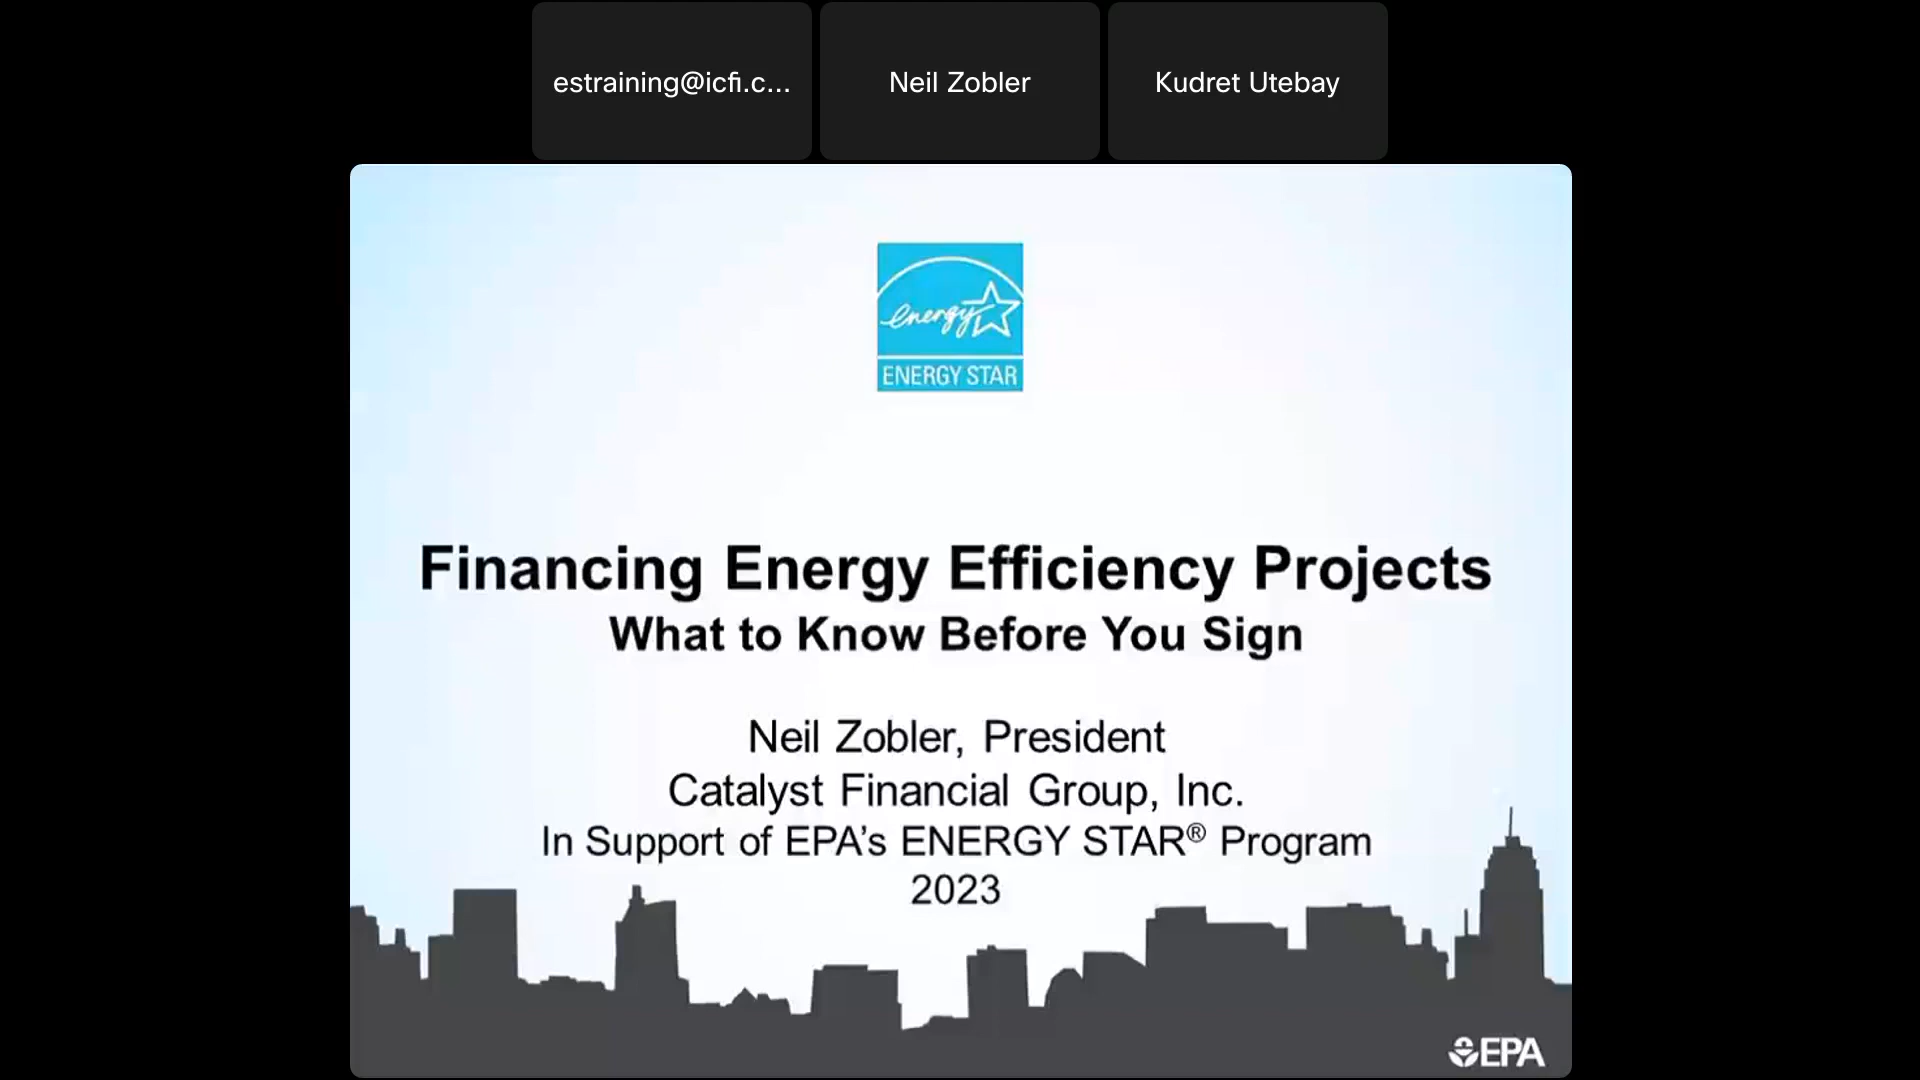 estraining@icfi.c...
Neil Zobler
Kudret Utebay
energy
ENERGY STAR
Financing Energy Efficiency Projects
What to Know Before You Sign
Neil Zobler, President
Catalyst Financial Group, Inc.
In Support of EPA’s ENERGY STAR® Program
2023
EPA